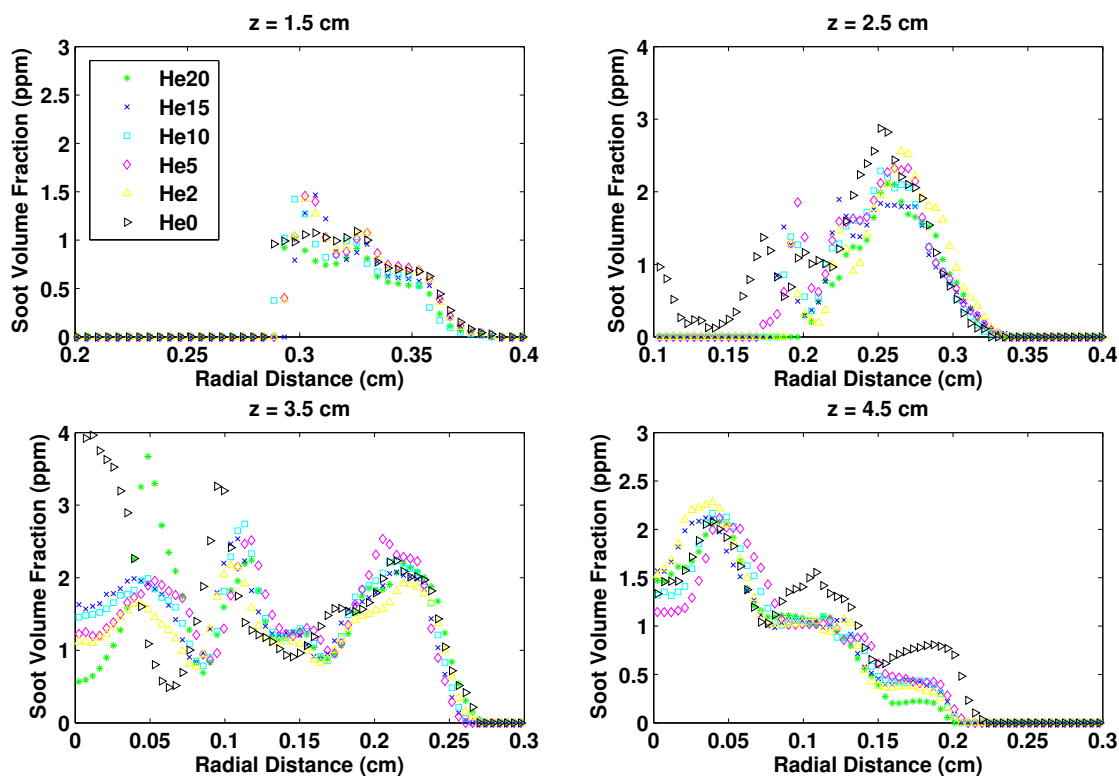 z = 1.5 cm
Soot Volume Fraction (ppm)
3
2.5
2
1.5
1
0.5
0
He20
He15
He10
He5
He2
He0
0.2 0.25 0.3 0.35 0.4
Radial Distance (cm)
z = 2.5 cm
Soot Volume Fraction (ppm)
4
3
2
1
0
0.1 0.15 0.2 0.25 0.3 0.35 0.4
Radial Distance (cm)
z = 3.5 cm
Soot Volume Fraction (ppm)
4
3
2
1
0
0 0.05 0.1 0.15 0.2 0.25 0.3
Radial Distance (cm)
z = 4.5 cm
Soot Volume Fraction (ppm)
3
2.5
2
1.5
1
0.5
0
0 0.05 0.1 0.15 0.2 0.25 0.3
Radial Distance (cm)